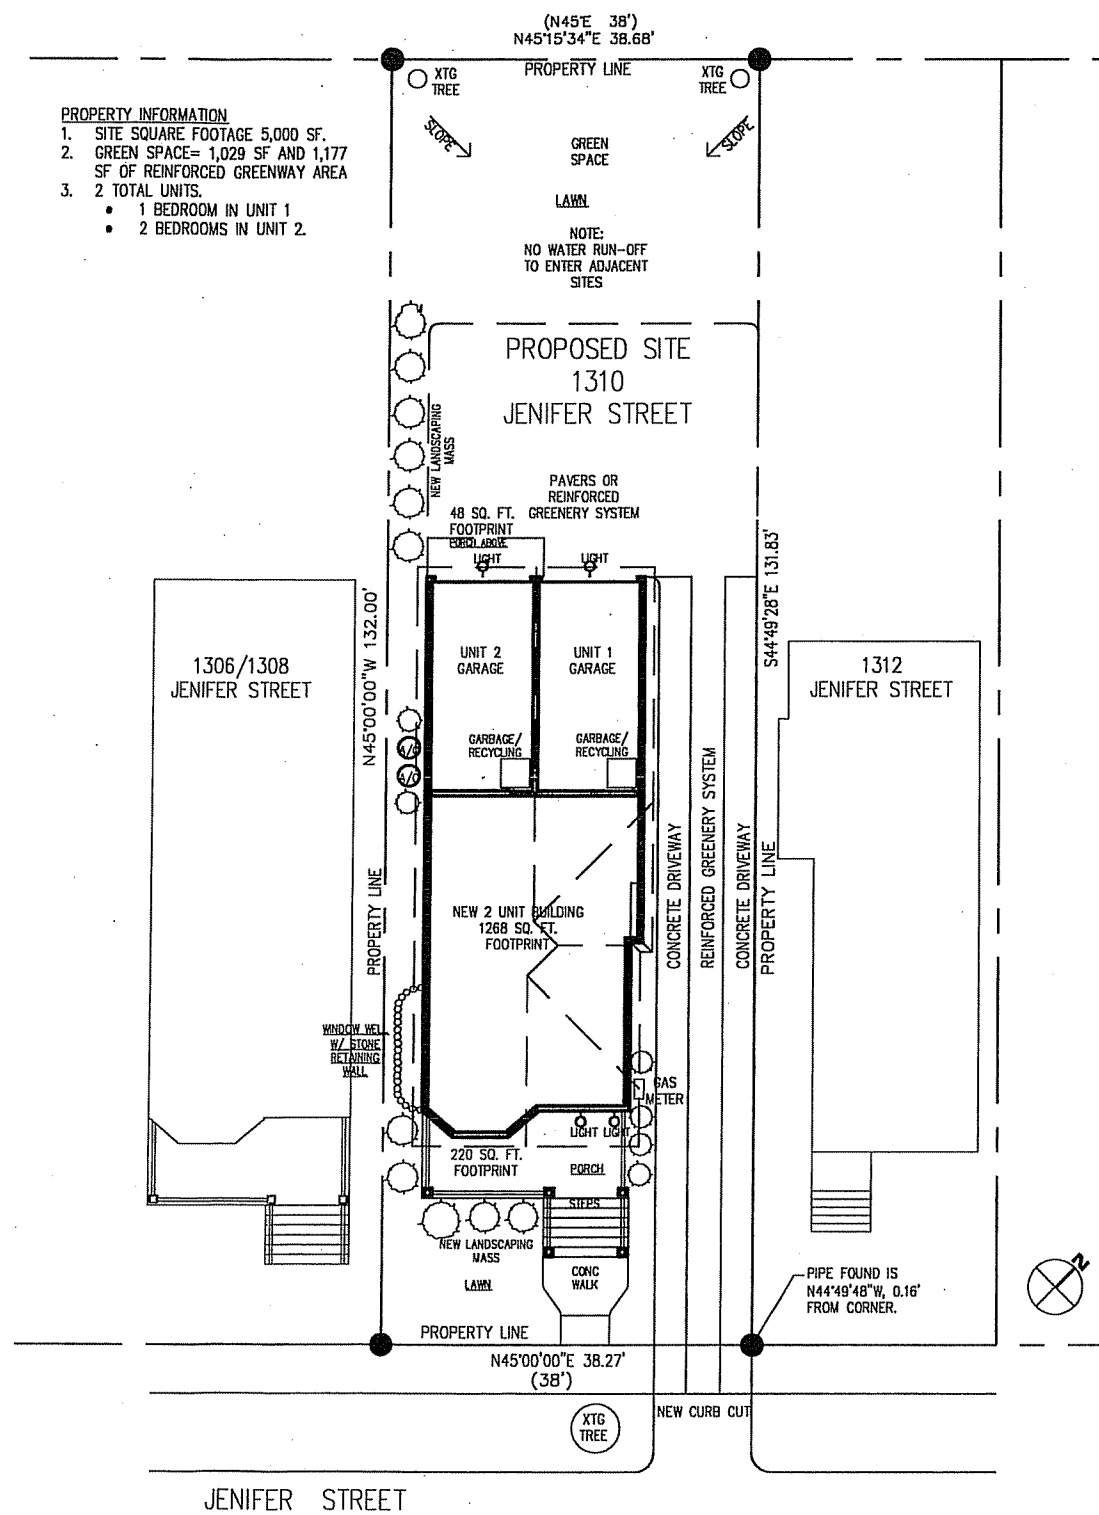 (N45°E 38')
N45°15'34"E 38.68'
PROPERTY LINE
XTG
TREE
XTG
TREE
PROPERTY INFORMATION
1. SITE SQUARE FOOTAGE 5,000 SF.
2. GREEN SPACE= 1,029 SF AND 1,177
SF OF REINFORCED GREENWAY AREA
3. 2 TOTAL UNITS.
• 1 BEDROOM IN UNIT 1
• 2 BEDROOMS IN UNIT 2.
SLOPE
SLOPE
GREEN
SPACE
LAWN
NOTE:
NO WATER RUN-OFF
TO ENTER ADJACENT
SITES
PROPOSED SITE
1310
JENIFER STREET
NEW LANDSCAPING
MASS
PAVERS OR
REINFORCED
GREENERY SYSTEM
48 SQ. FT.
FOOTPRINT
PORCH ABOVE
LIGHT
LIGHT
S44°49'28"E 131.83'
N45°00'00"W 132.00'
UNIT 2
GARAGE
UNIT 1
GARAGE
1306/1308
JENIFER STREET
1312
JENIFER STREET
GARBAGE/
RECYCLING
GARBAGE/
RECYCLING
A/C
A/C
CONCRETE DRIVEWAY
REINFORCED GREENERY SYSTEM
CONCRETE DRIVEWAY
PROPERTY LINE
PROPERTY LINE
NEW 2 UNIT BUILDING
1268 SQ. FT.
FOOTPRINT
WINDOW WELL
W/ STONE
RETAINING
WALL
GAS
METER
LIGHT
LIGHT
220 SQ. FT.
FOOTPRINT
PORCH
STEPS
NEW LANDSCAPING
MASS
LAWN
CONC
WALK
PIPE FOUND IS
N44°49'48"W, 0.16'
FROM CORNER.
N
PROPERTY LINE
N45°00'00"E 38.27'
(38')
XTG
TREE
NEW CURB CUT
JENIFER STREET